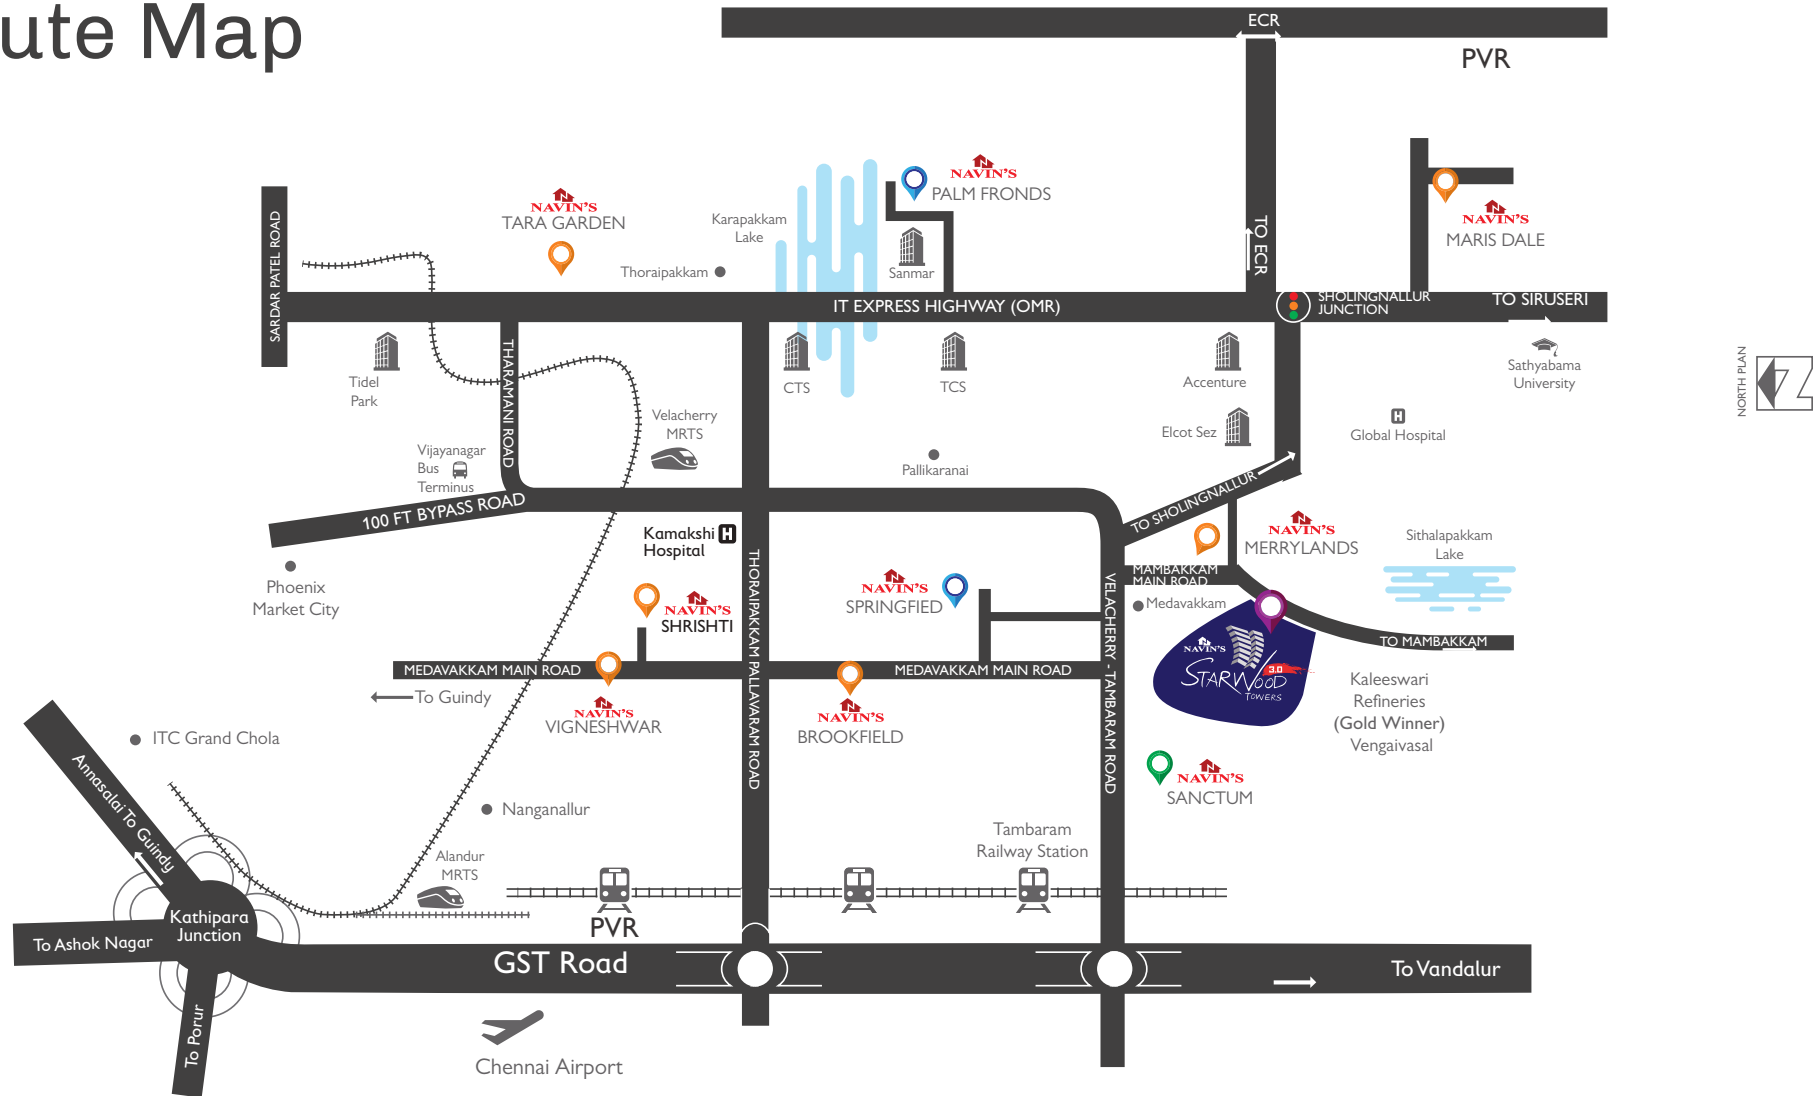 ute Map
ECR
PVR
NAVIN'S
PALM FRONDS
NAVIN'S
TARA GARDEN
Karapakkam
Lake
Thoraipakkam
Sanmar
TO ECR
NAVIN'S
MARIS DALE
SARDAR PATEL ROAD
IT EXPRESS HIGHWAY (OMR)
SHOLINGNALLUR
JUNCTION
TO SIRUSERI
Tidel
Park
THARAMANI ROAD
CTS
TCS
Accenture
Sathyabama
University
NORTH PLAN
Z
Velacherry
MRTS
Elcot Sez
H
Global Hospital
Vijayanagar
Bus
Terminus
Pallikaranai
100 FT BYPASS ROAD
TO SHOLINGNALLUR
Kamakshi
Hospital
H
NAVIN'S
MERRYLANDS
Sithalapakkam
Lake
Phoenix
Market City
MAMBAKKAM
MAIN ROAD
Medavakkam
NAVIN'S
SHRISHTI
NAVIN'S
SPRINGFIED
THORAIPAKKAM PALLAVARAM ROAD
VELACHERRY - TAMBARAM ROAD
TO MAMBAKKAM
NAVIN'S
STARWOOD
3.0
TOWERS
MEDAVAKKAM MAIN ROAD
MEDAVAKKAM MAIN ROAD
To Guindy
NAVIN'S
VIGNESHWAR
NAVIN'S
BROOKFIELD
Kaleeswari
Refineries
(Gold Winner)
Vengaivasal
ITC Grand Chola
NAVIN'S
SANCTUM
Annasalai To Guindy
Nanganallur
Tambaram
Railway Station
Alandur
MRTS
Kathipara
Junction
To Ashok Nagar
PVR
GST Road
To Vandalur
To Porur
Chennai Airport